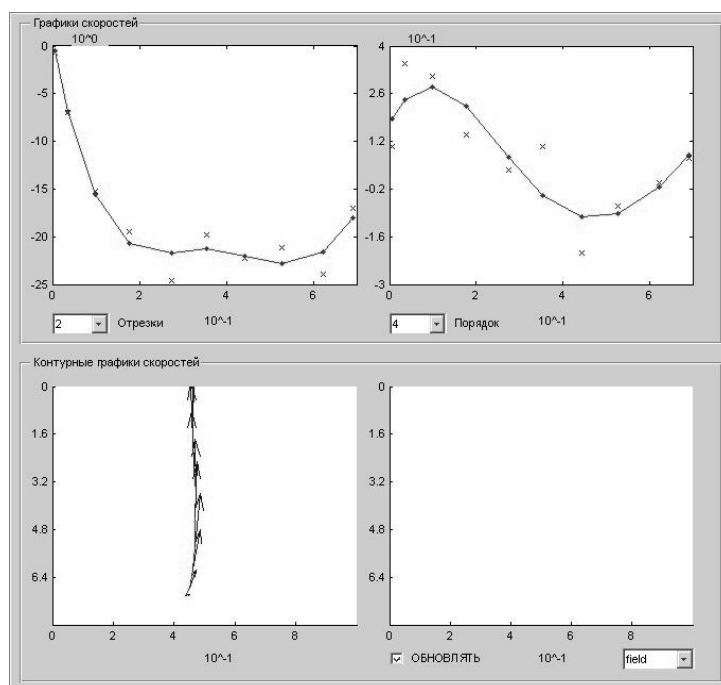 Графики скоростей
10^0
0
-5
-10
-15
-20
-25
0 2 4 6
2 Отрезки 10^-1
10^-1
4
2.6
1.2
-0.2
-1.6
-3
0 2 4 6
4 Порядок 10^-1
Контурные графики скоростей
0
1.6
3.2
4.8
6.4
0 2 4 6 8
10^-1
0
1.6
3.2
4.8
6.4
0 2 4 6 8
ОБНОВЛЯТЬ 10^-1 field